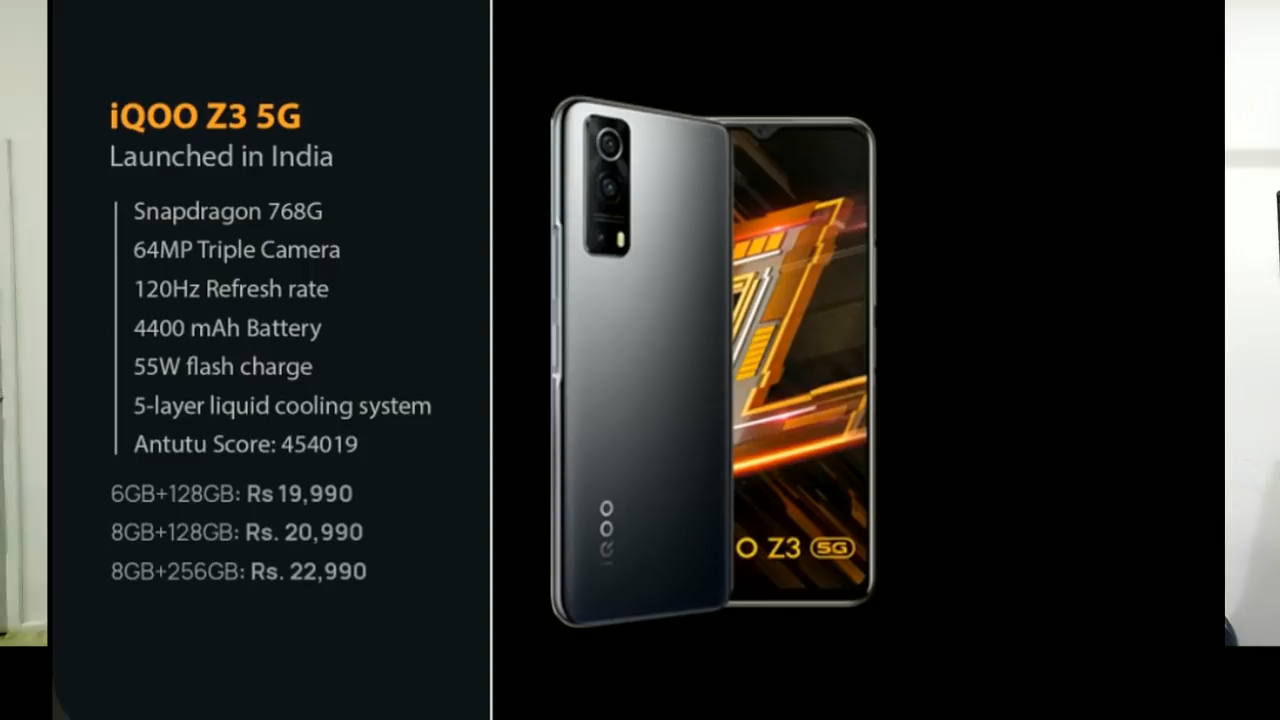 iQOO Z3 5G
Launched in India
Snapdragon 768G
64MP Triple Camera
120Hz Refresh rate
4400 mAh Battery
55W flash charge
5-layer liquid cooling system
Antutu Score: 454019
6GB+128GB: Rs 19,990
8GB+128GB: Rs. 20,990
8GB+256GB: Rs. 22,990
iQOO
O Z3 5G